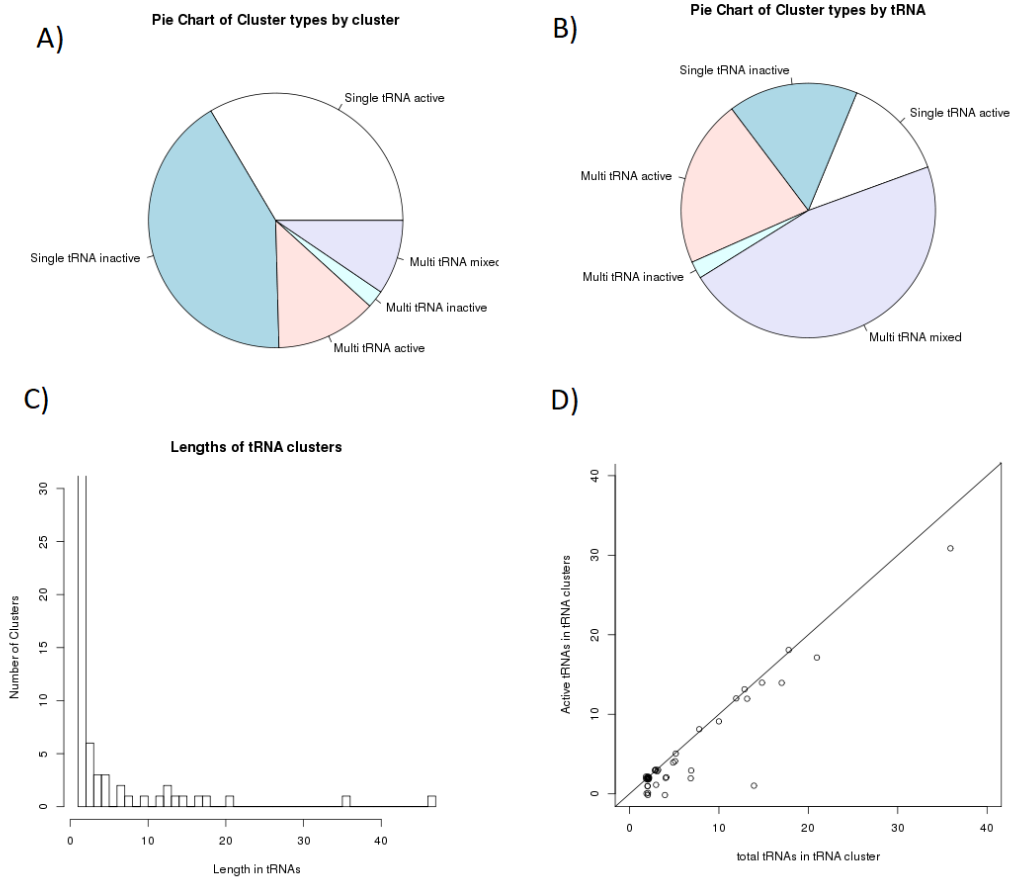 A)
Pie Chart of Cluster types by cluster
Single tRNA active
Single tRNA inactive
Multi tRNA mixec
Multi tRNA inactive
Multi tRNA active
B)
Pie Chart of Cluster types by tRNA
Single tRNA inactive
Single tRNA active
Multi tRNA active
Multi tRNA inactive
Multi tRNA mixed
C)
Lengths of tRNA clusters
Number of Clusters
30
25
20
15
10
5
0
0 10 20 30 40
Length in tRNAs
D)
Active tRNAs in tRNA clusters
40
30
20
10
0
0 10 20 30 40
total tRNAs in tRNA cluster